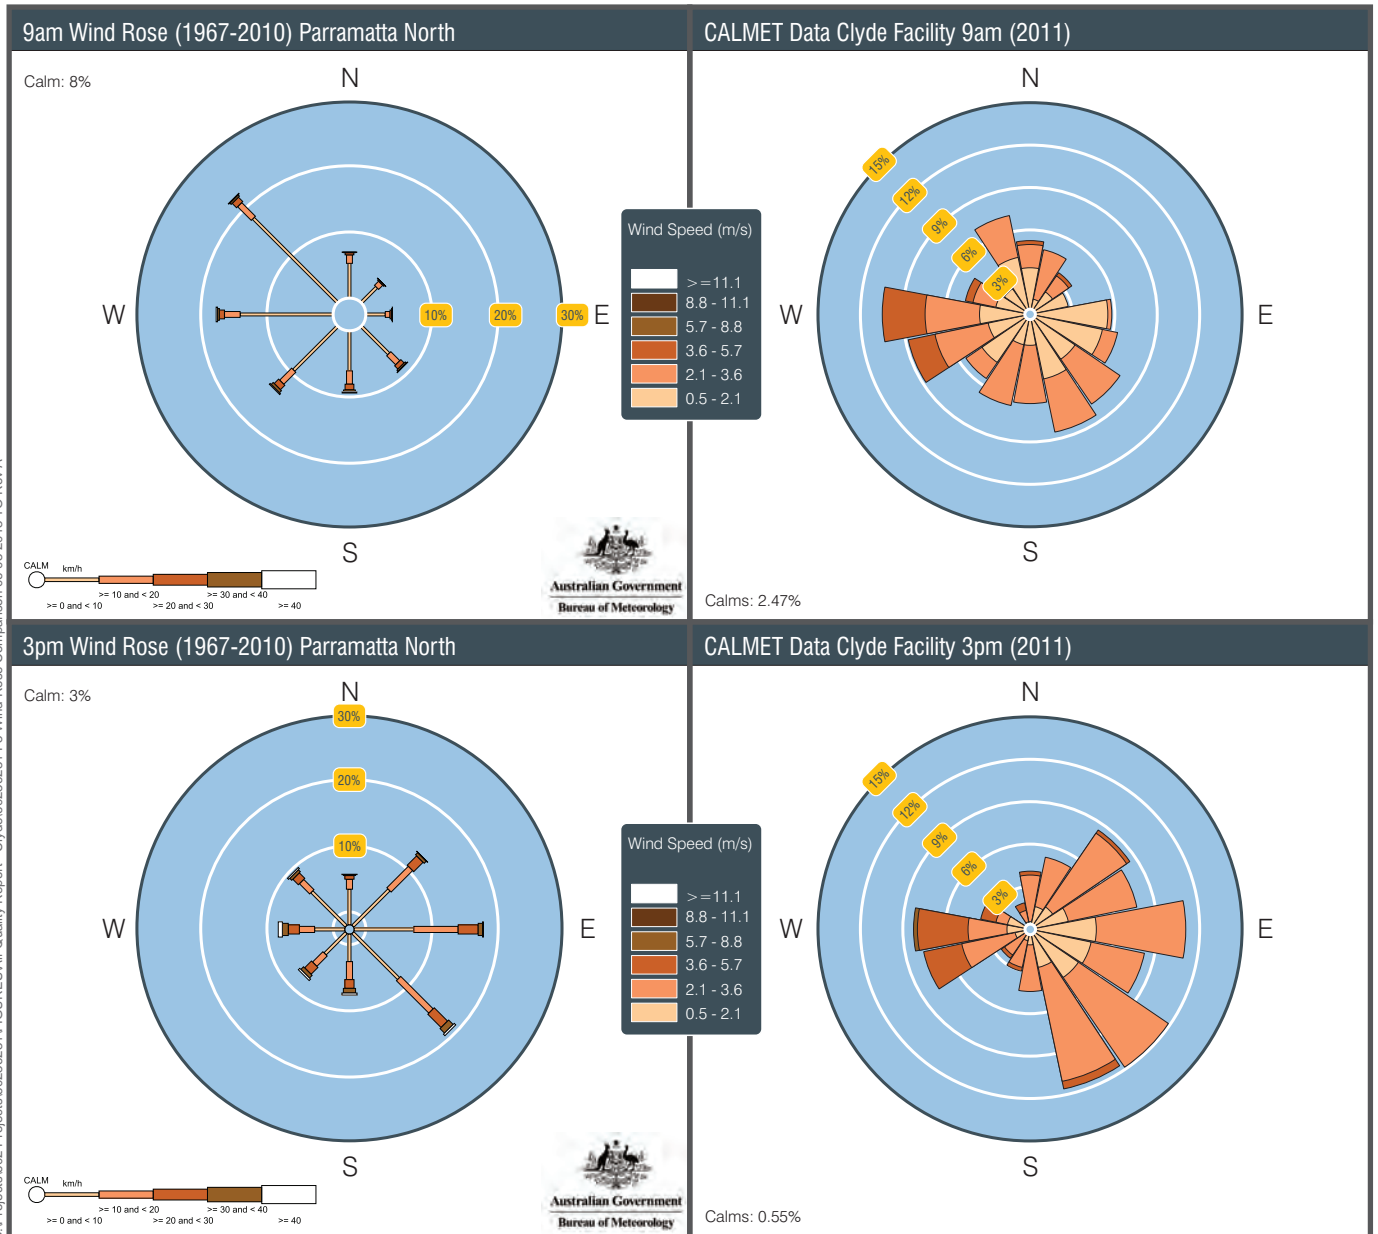 9am Wind Rose (1967-2010) Parramatta North
Calm: 8%
N
W
E
S
10%
20%
30%
CALM
km/h
>= 10 and < 20
>= 30 and < 40
>= 0 and < 10
>= 20 and < 30
>= 40
Australian Government
Bureau of Meteorology
CALMET Data Clyde Facility 9am (2011)
N
15%
12%
9%
6%
3%
W
E
S
Calms: 2.47%
Wind Speed (m/s)
>=11.1
8.8 - 11.1
5.7 - 8.8
3.6 - 5.7
2.1 - 3.6
0.5 - 2.1
3pm Wind Rose (1967-2010) Parramatta North
Calm: 3%
N
30%
20%
10%
W
E
S
CALM
km/h
>= 10 and < 20
>= 30 and < 40
>= 0 and < 10
>= 20 and < 30
>= 40
Australian Government
Bureau of Meteorology
CALMET Data Clyde Facility 3pm (2011)
N
15%
12%
9%
6%
3%
W
E
S
Calms: 0.55%
Wind Speed (m/s)
>=11.1
8.8 - 11.1
5.7 - 8.8
3.6 - 5.7
2.1 - 3.6
0.5 - 2.1